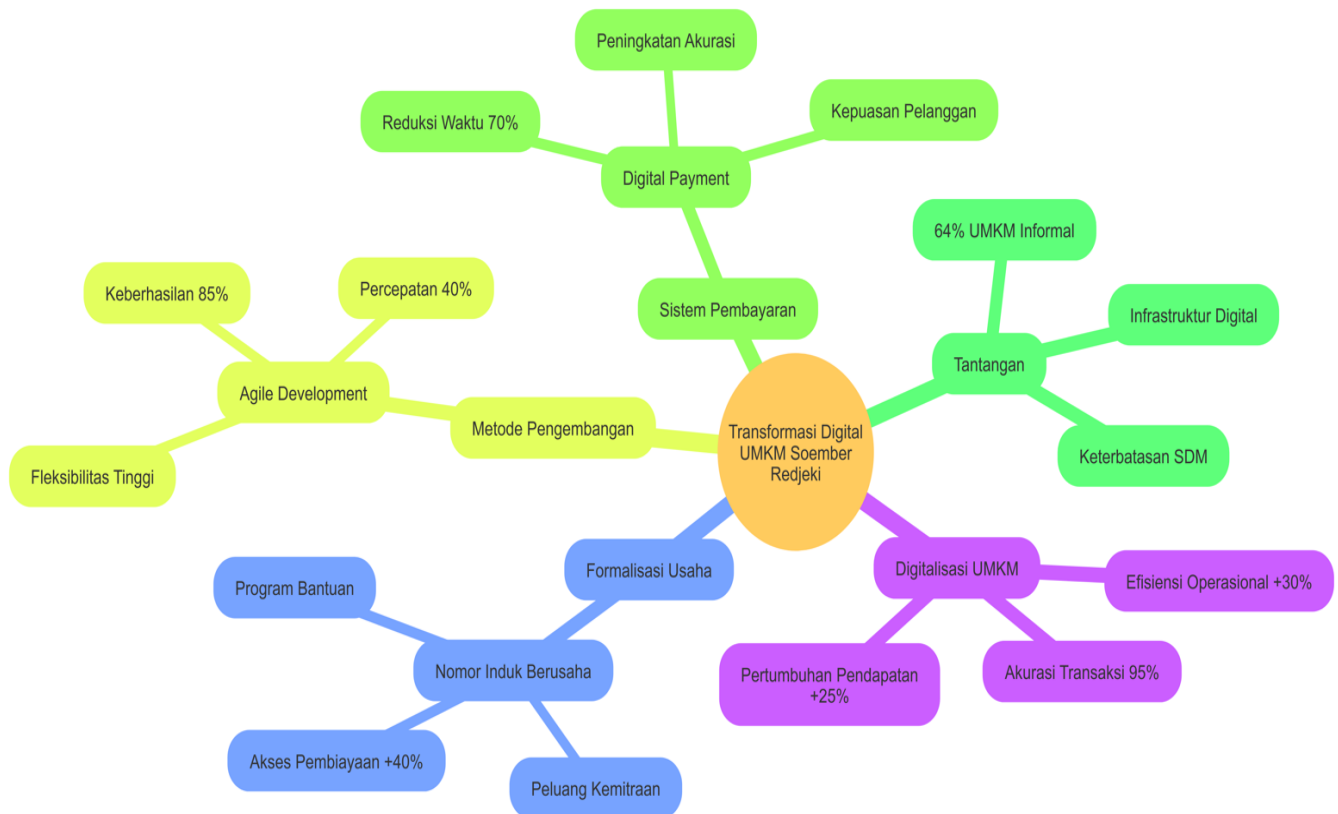 Peningkatan Akurasi
Reduksi Waktu 70%
Kepuasan Pelanggan
Digital Payment
Sistem Pembayaran
64% UMKM Informal
Infrastruktur Digital
Tantangan
Keterbatasan SDM
Keberhasilan 85%
Percepatan 40%
Agile Development
Metode Pengembangan
Fleksibilitas Tinggi
Transformasi Digital
UMKM Soember
Redjeki
Formalisasi Usaha
Program Bantuan
Nomor Induk Berusaha
Akses Pembiayaan +40%
Peluang Kemitraan
Digitalisasi UMKM
Efisiensi Operasional +30%
Akurasi Transaksi 95%
Pertumbuhan Pendapatan
+25%